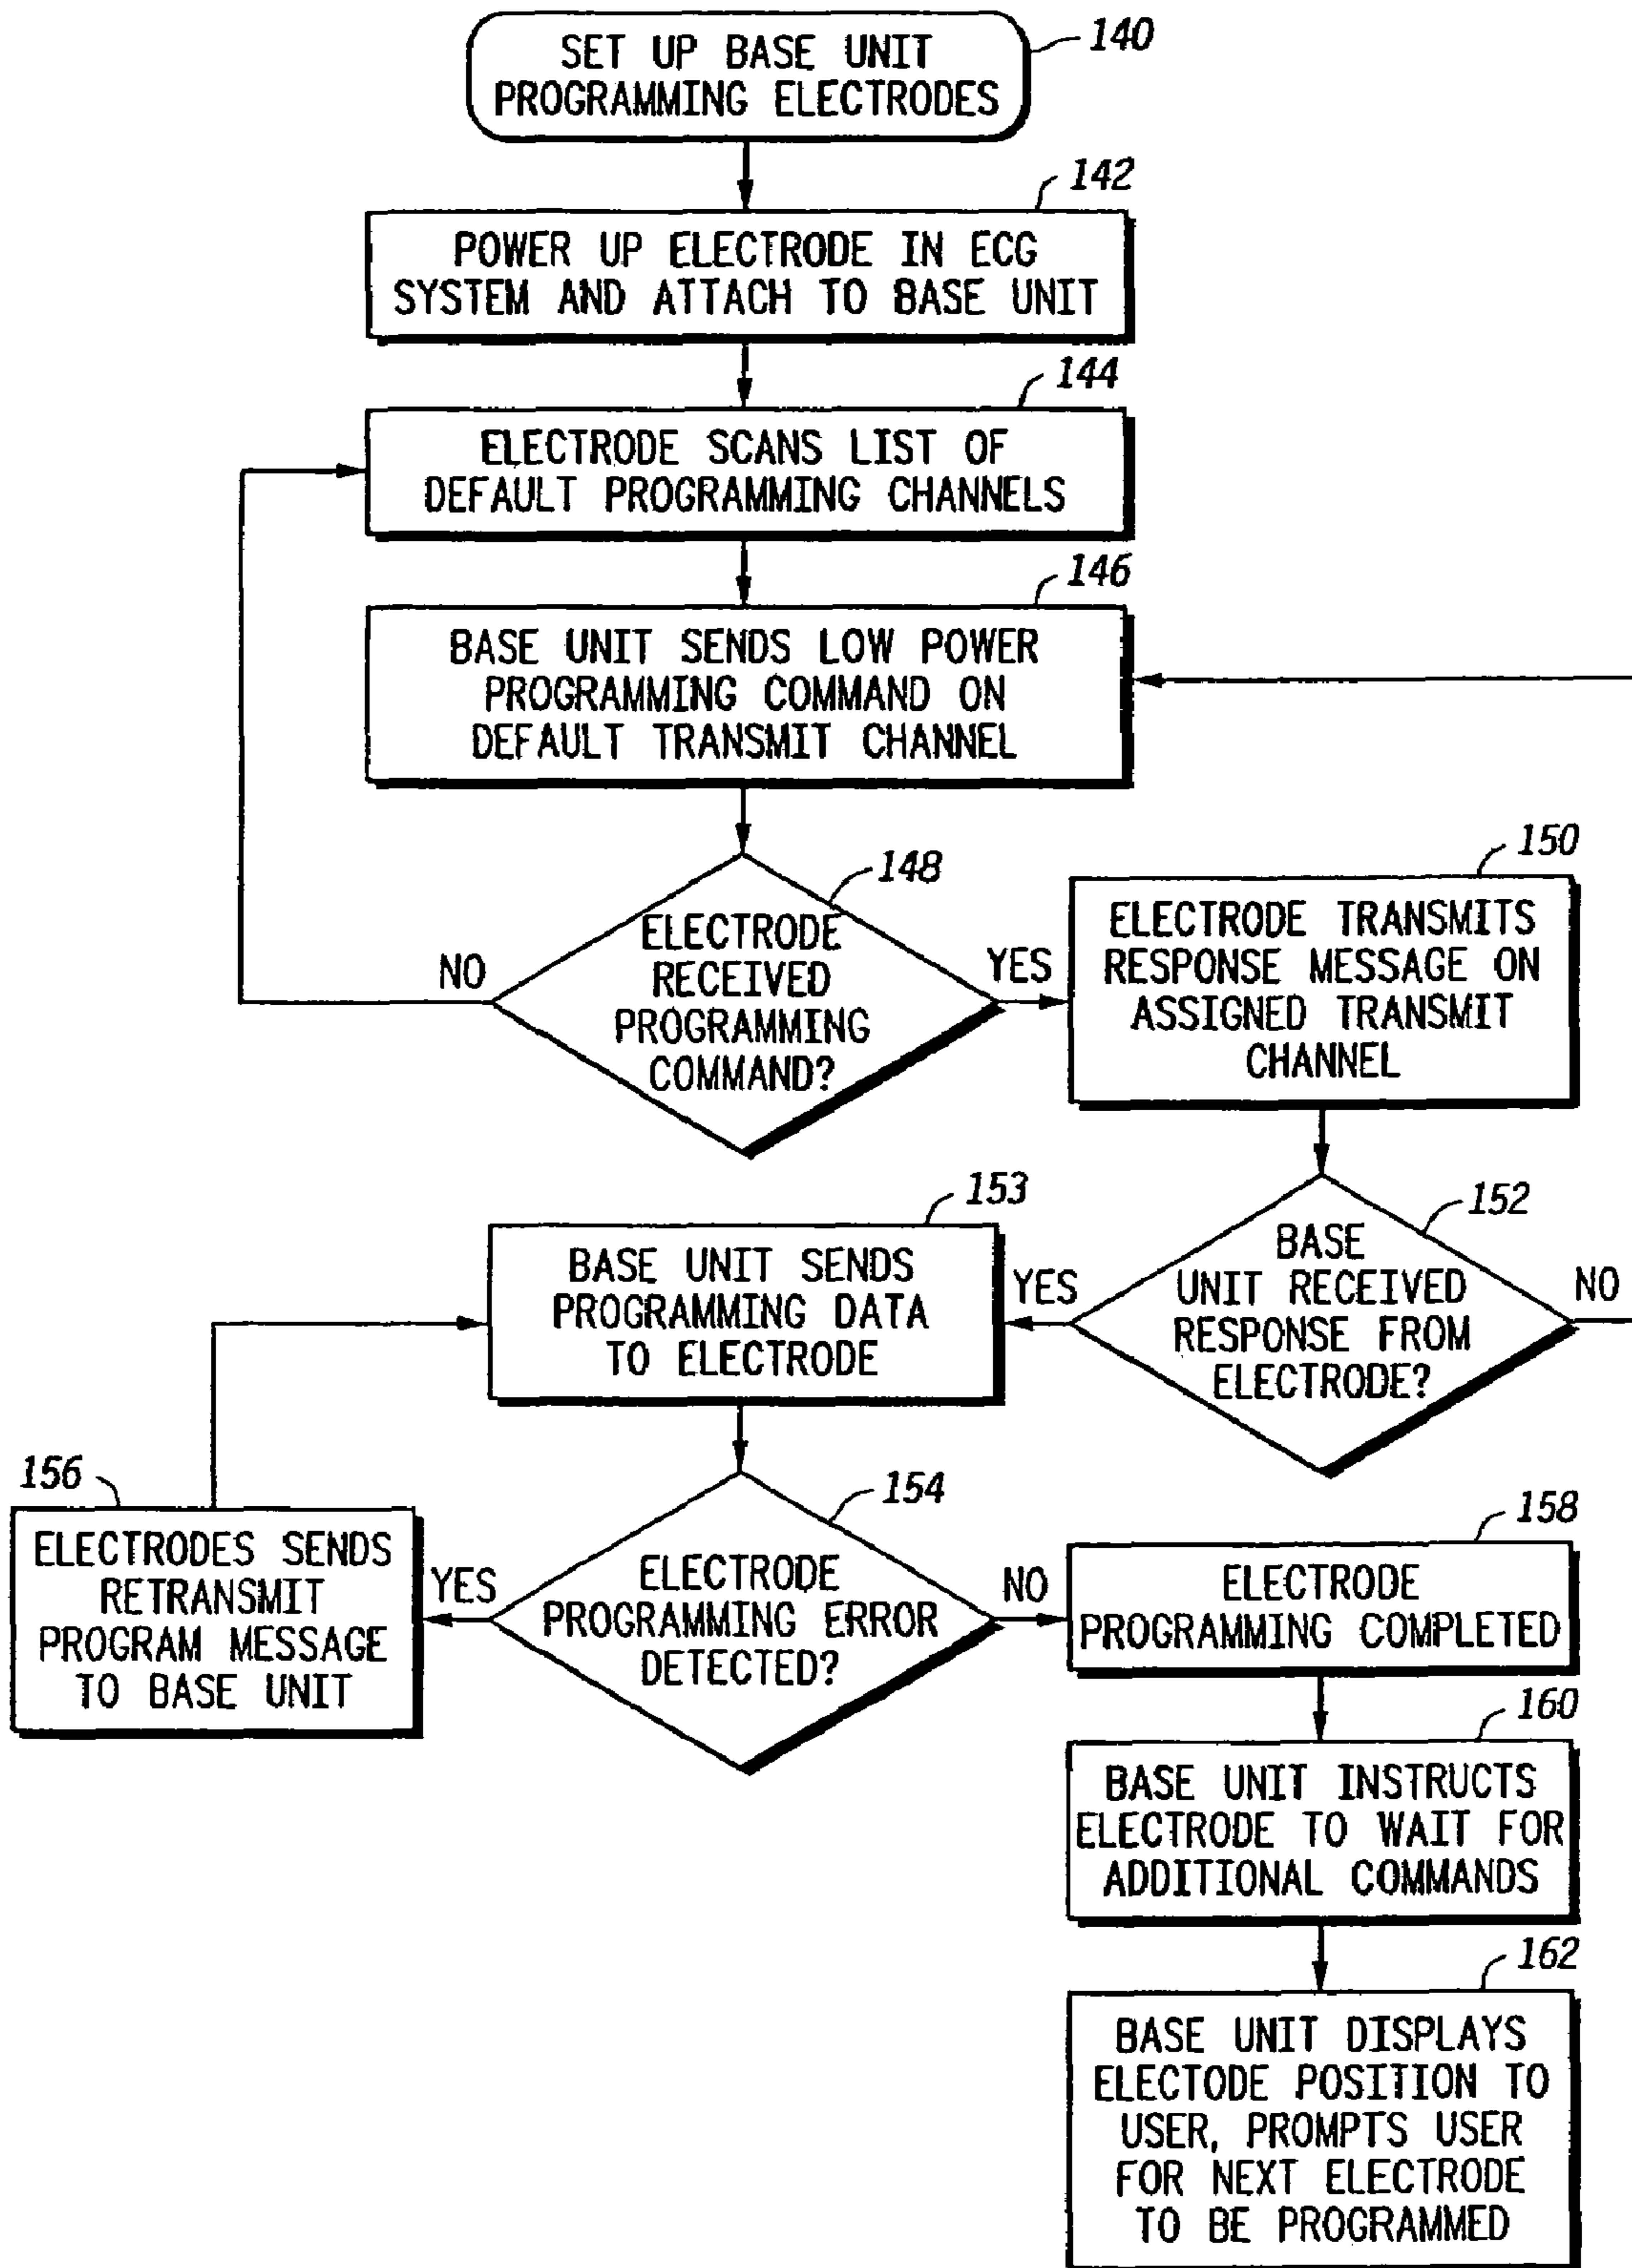 SET UP BASE UNIT
PROGRAMMING ELECTRODES
140
142
POWER UP ELECTRODE IN ECG
SYSTEM AND ATTACH TO BASE UNIT
144
ELECTRODE SCANS LIST OF
DEFAULT PROGRAMMING CHANNELS
146
BASE UNIT SENDS LOW POWER
PROGRAMMING COMMAND ON
DEFAULT TRANSMIT CHANNEL
148
ELECTRODE
RECEIVED
PROGRAMMING
COMMAND?
NO
YES
150
ELECTRODE TRANSMITS
RESPONSE MESSAGE ON
ASSIGNED TRANSMIT
CHANNEL
152
BASE
UNIT RECEIVED
RESPONSE FROM
ELECTRODE?
YES
NO
153
BASE UNIT SENDS
PROGRAMMING DATA
TO ELECTRODE
154
ELECTRODE
PROGRAMMING ERROR
DETECTED?
YES
NO
156
ELECTRODES SENDS
RETRANSMIT
PROGRAM MESSAGE
TO BASE UNIT
158
ELECTRODE
PROGRAMMING COMPLETED
160
BASE UNIT INSTRUCTS
ELECTRODE TO WAIT FOR
ADDITIONAL COMMANDS
162
BASE UNIT DISPLAYS
ELECTODE POSITION TO
USER, PROMPTS USER
FOR NEXT ELECTRODE
TO BE PROGRAMMED